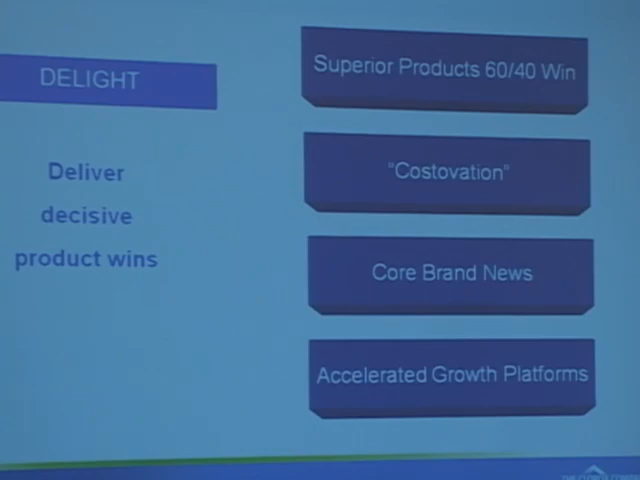 DELIGHT
Deliver
decisive
product wins
Superior Products 60/40 Win
"Costovation"
Core Brand News
Accelerated Growth Platforms